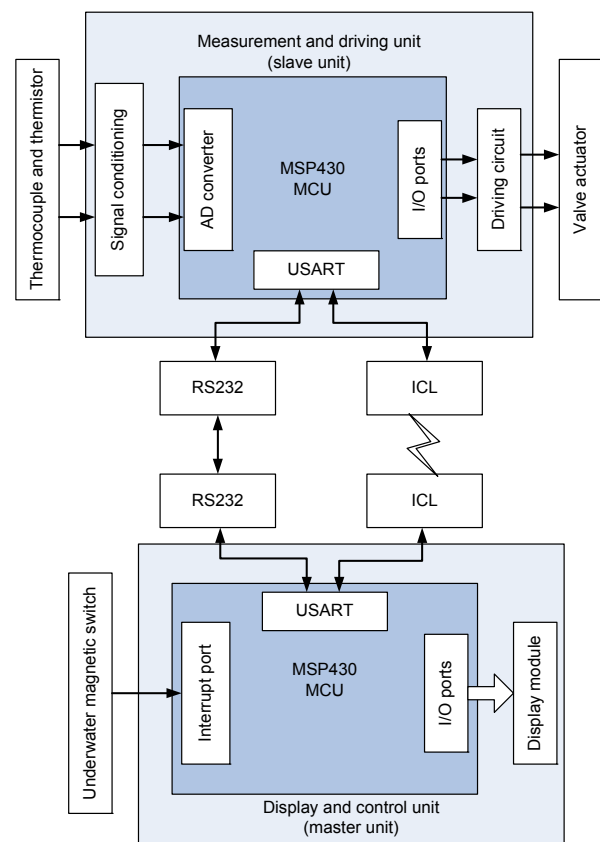 Measurement and driving unit
(slave unit)
Thermocouple and thermistor
Signal conditioning
AD converter
MSP430
MCU
I/O ports
Driving circuit
Valve actuator
USART
RS232
ICL
RS232
ICL
Underwater magnetic switch
Interrupt port
USART
MSP430
MCU
I/O ports
Display module
Display and control unit
(master unit)